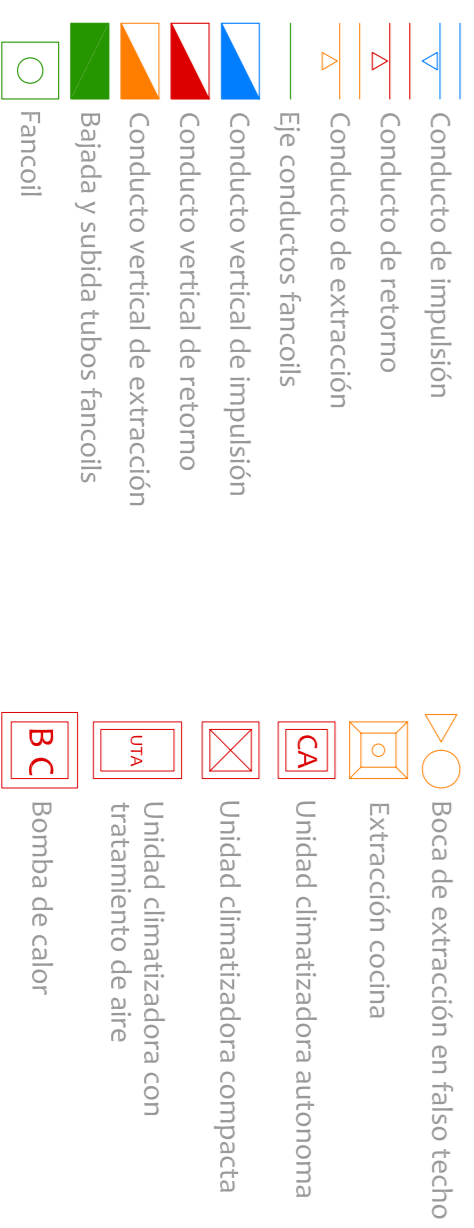 Conducto de impulsión
Conducto de retorno
Conducto de extracción
Eje conductos fancoils
Conducto vertical de impulsión
Conducto vertical de retorno
Conducto vertical de extracción
Bajada y subida tubos fancoils
Fancoil
Boca de extracción en falso techo
Extracción cocina
CA
Unidad climatizadora autonoma
Unidad climatizadora compacta
UTA
Unidad climatizadora con
tratamiento de aire
B C
Bomba de calor